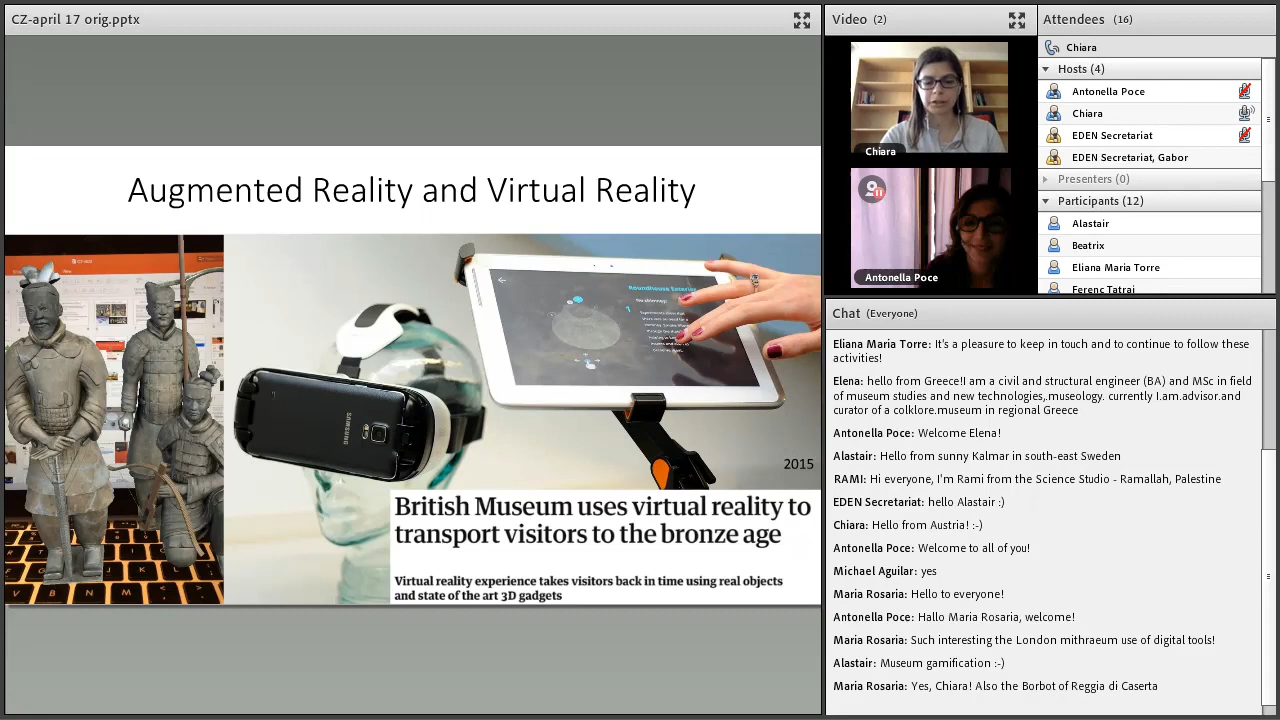 CZ-april 17 orig.pptx
Augmented Reality and Virtual Reality
SAMSUNG
Roundhouse Exterior
2015
British Museum uses virtual reality to
transport visitors to the bronze age
Virtual reality experience takes visitors back in time using real objects
and state of the art 3D gadgets
Video (2)
Chiara
Antonella Poce
Attendees (16)
Chiara
Hosts (4)
Antonella Poce
Chiara
EDEN Secretariat
EDEN Secretariat, Gabor
Presenters (0)
Participants (12)
Alastair
Beatrix
Eliana Maria Torre
Ferenc Tatrai
Chat (Everyone)
Eliana Maria Torre: It's a pleasure to keep in touch and continue to follow these
activities!
Elena: hello from Greece!I am a civil and structural engineer (BA) and MSc in field
of museum studies and new technologies,.museology. currently I.am.advisor.and
curator of a colklore.museum in regional Greece
Antonella Poce: Welcome Elena!
Alastair: Hello from sunny Kalmar in south-east Sweden
RAMI: Hi everyone, I'm Rami from the Science Studio - Ramallah, Palestine
EDEN Secretariat: hello Alastair :)
Chiara: Hello from Austria! :-)
Antonella Poce: Welcome to all of you!
Michael Aguilar: yes
Maria Rosaria: Hello to everyone!
Antonella Poce: Hallo Maria Rosaria, welcome!
Maria Rosaria: Such interesting the London mithraeum use of digital tools!
Alastair: Museum gamification :-)
Maria Rosaria: Yes, Chiara! Also the Borbot of Reggia di Caserta